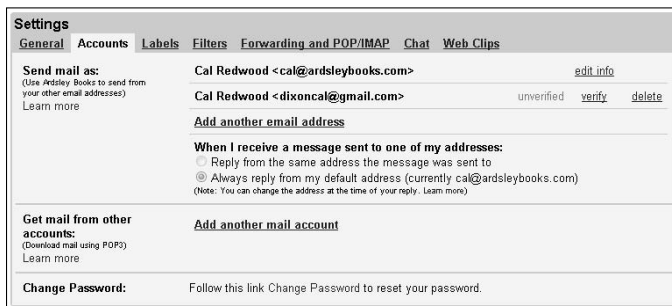 Settings
General Accounts Labels Filters Forwarding and POP/IMAP Chat Web Clips
Send mail as:
(Use Ardsley Books to send from
your other email addresses)
Learn more
Cal Redwood <cal@ardsleybooks.com> edit info
Cal Redwood <dixoncal@gmail.com> unverified verify delete
Add another email address
When I receive a message sent to one of my addresses:
Reply from the same address the message was sent to
Always reply from my default address (currently cal@ardsleybooks.com)
(Note: You can change the address at the time of your reply. Learn more)
Get mail from other
accounts:
(Download mail using POP3)
Learn more
Add another mail account
Change Password: Follow this link Change Password to reset your password.